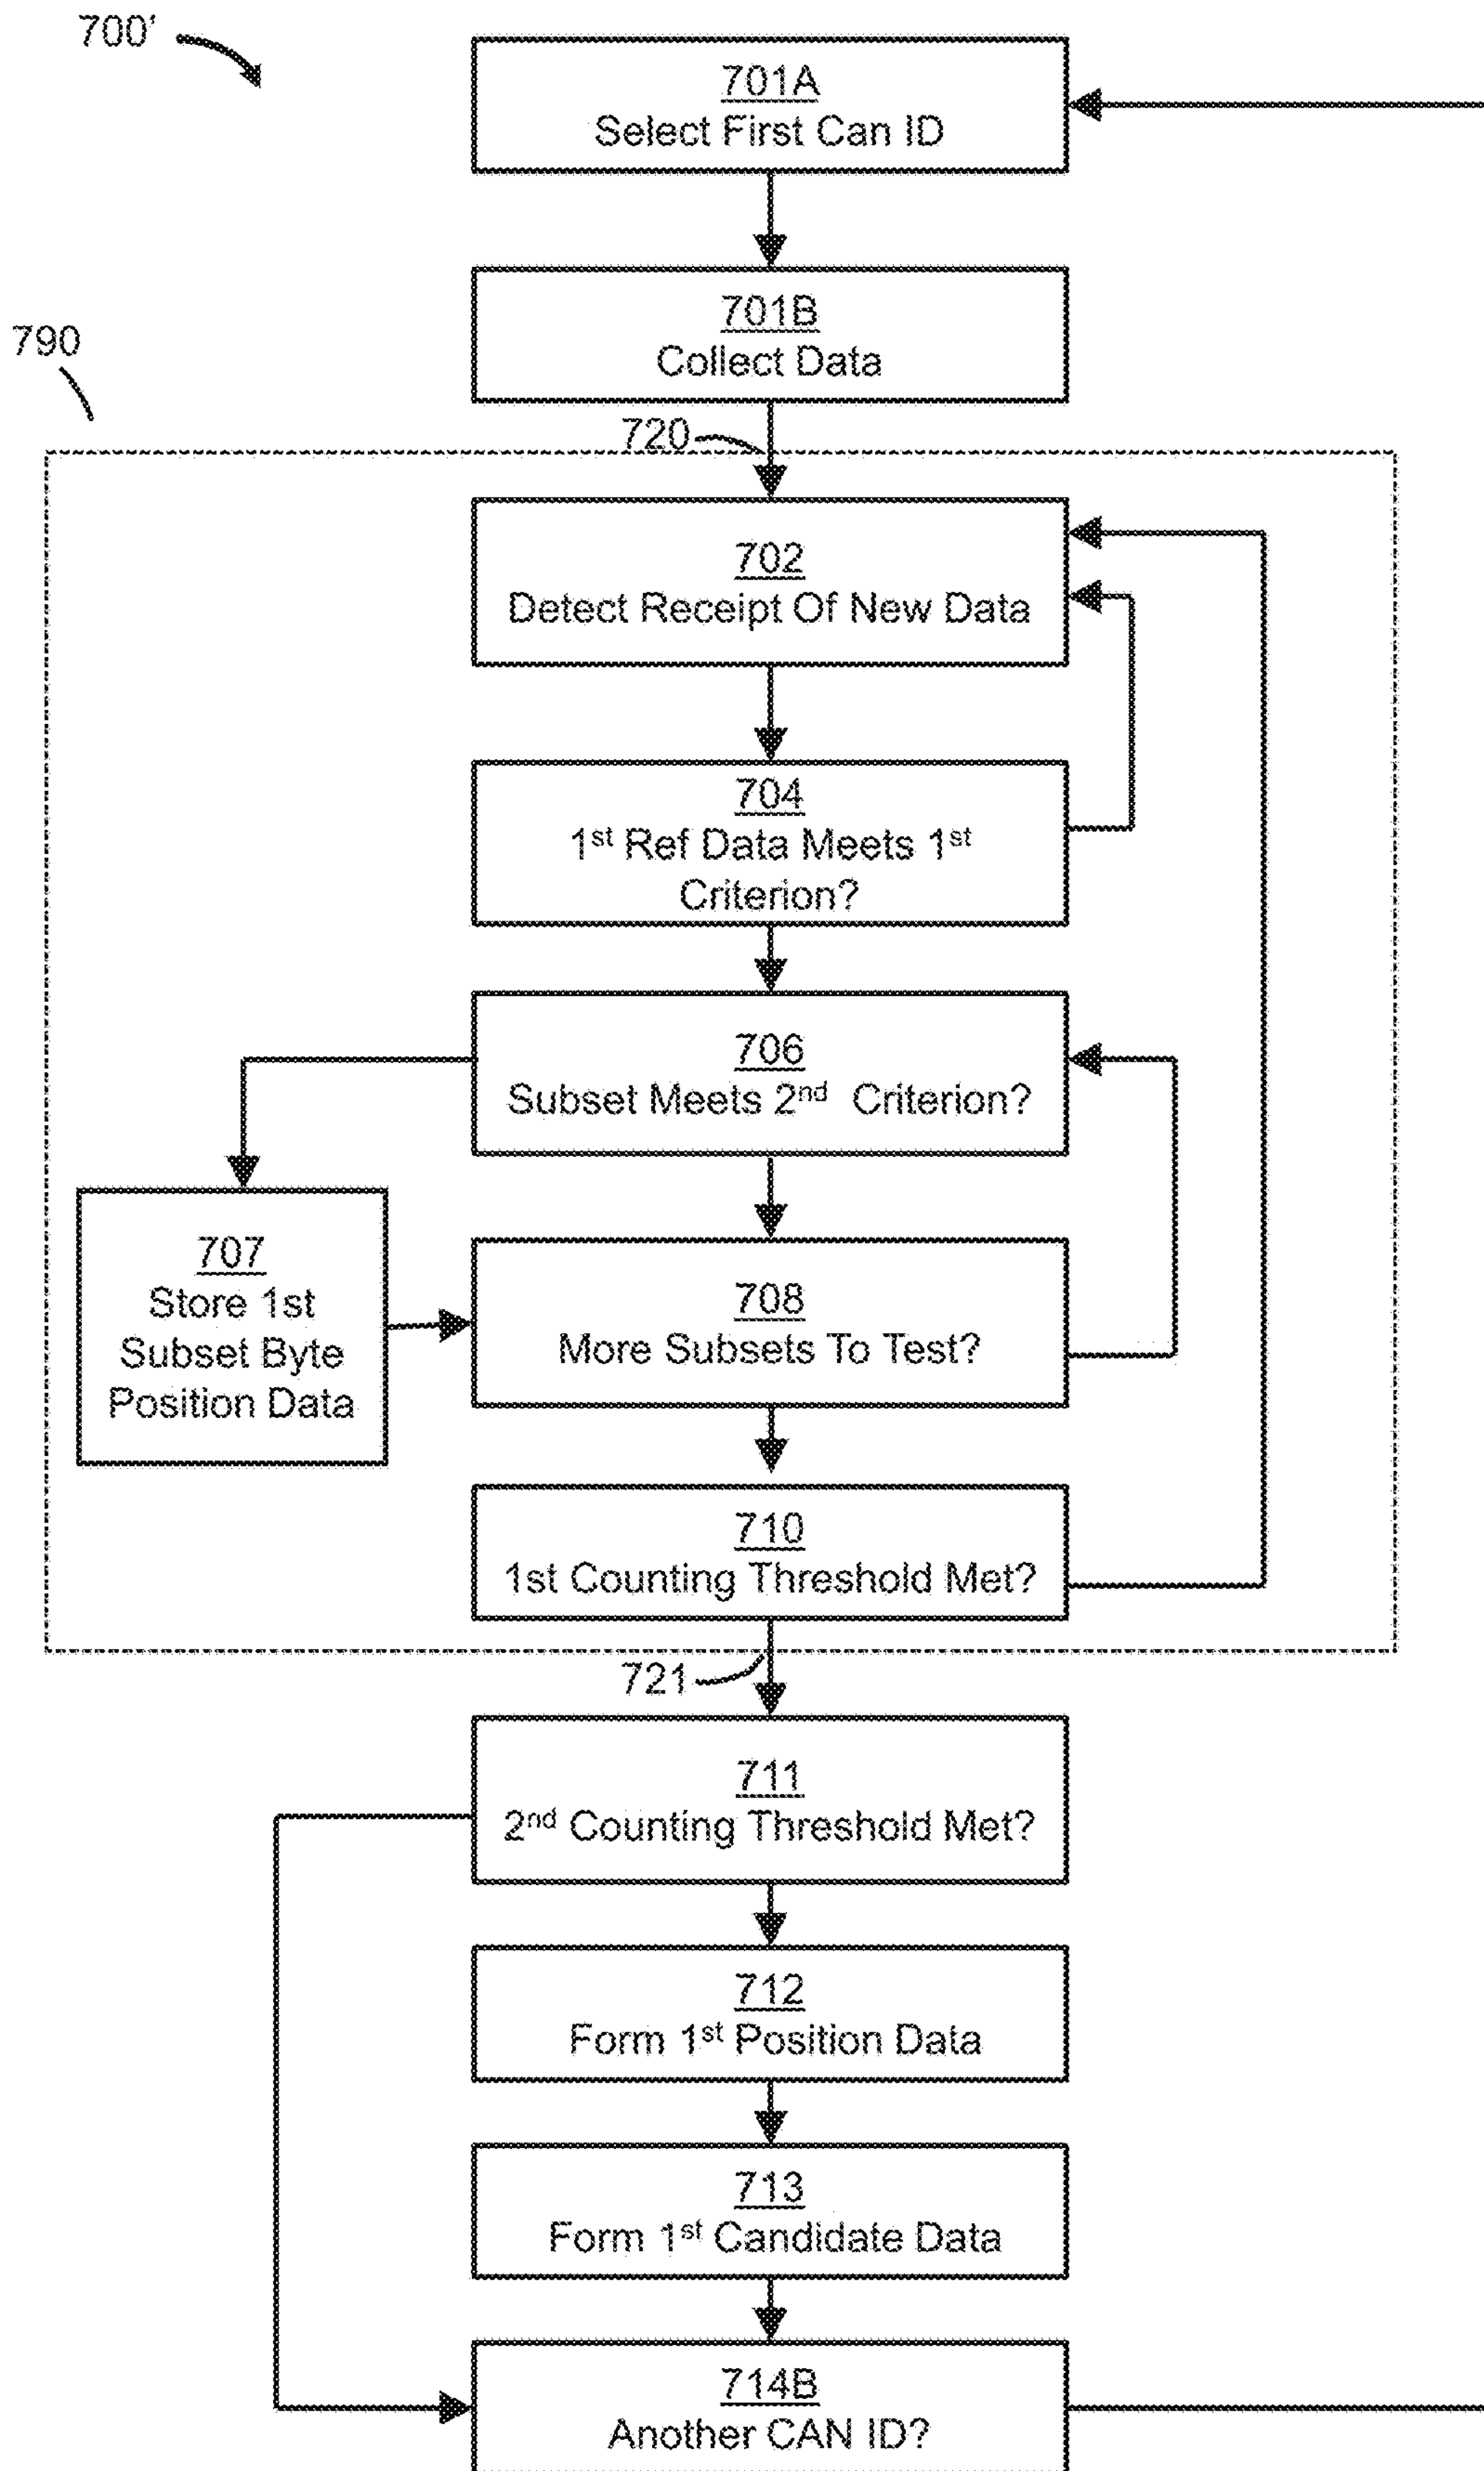 700'
701A
Select First Can ID
701B
Collect Data
790
720
702
Detect Receipt Of New Data
704
1st Ref Data Meets 1st
Criterion?
706
Subset Meets 2nd Criterion?
707
Store 1st
Subset Byte
Position Data
708
More Subsets To Test?
710
1st Counting Threshold Met?
721
711
2nd Counting Threshold Met?
712
Form 1st Position Data
713
Form 1st Candidate Data
714B
Another CAN ID?